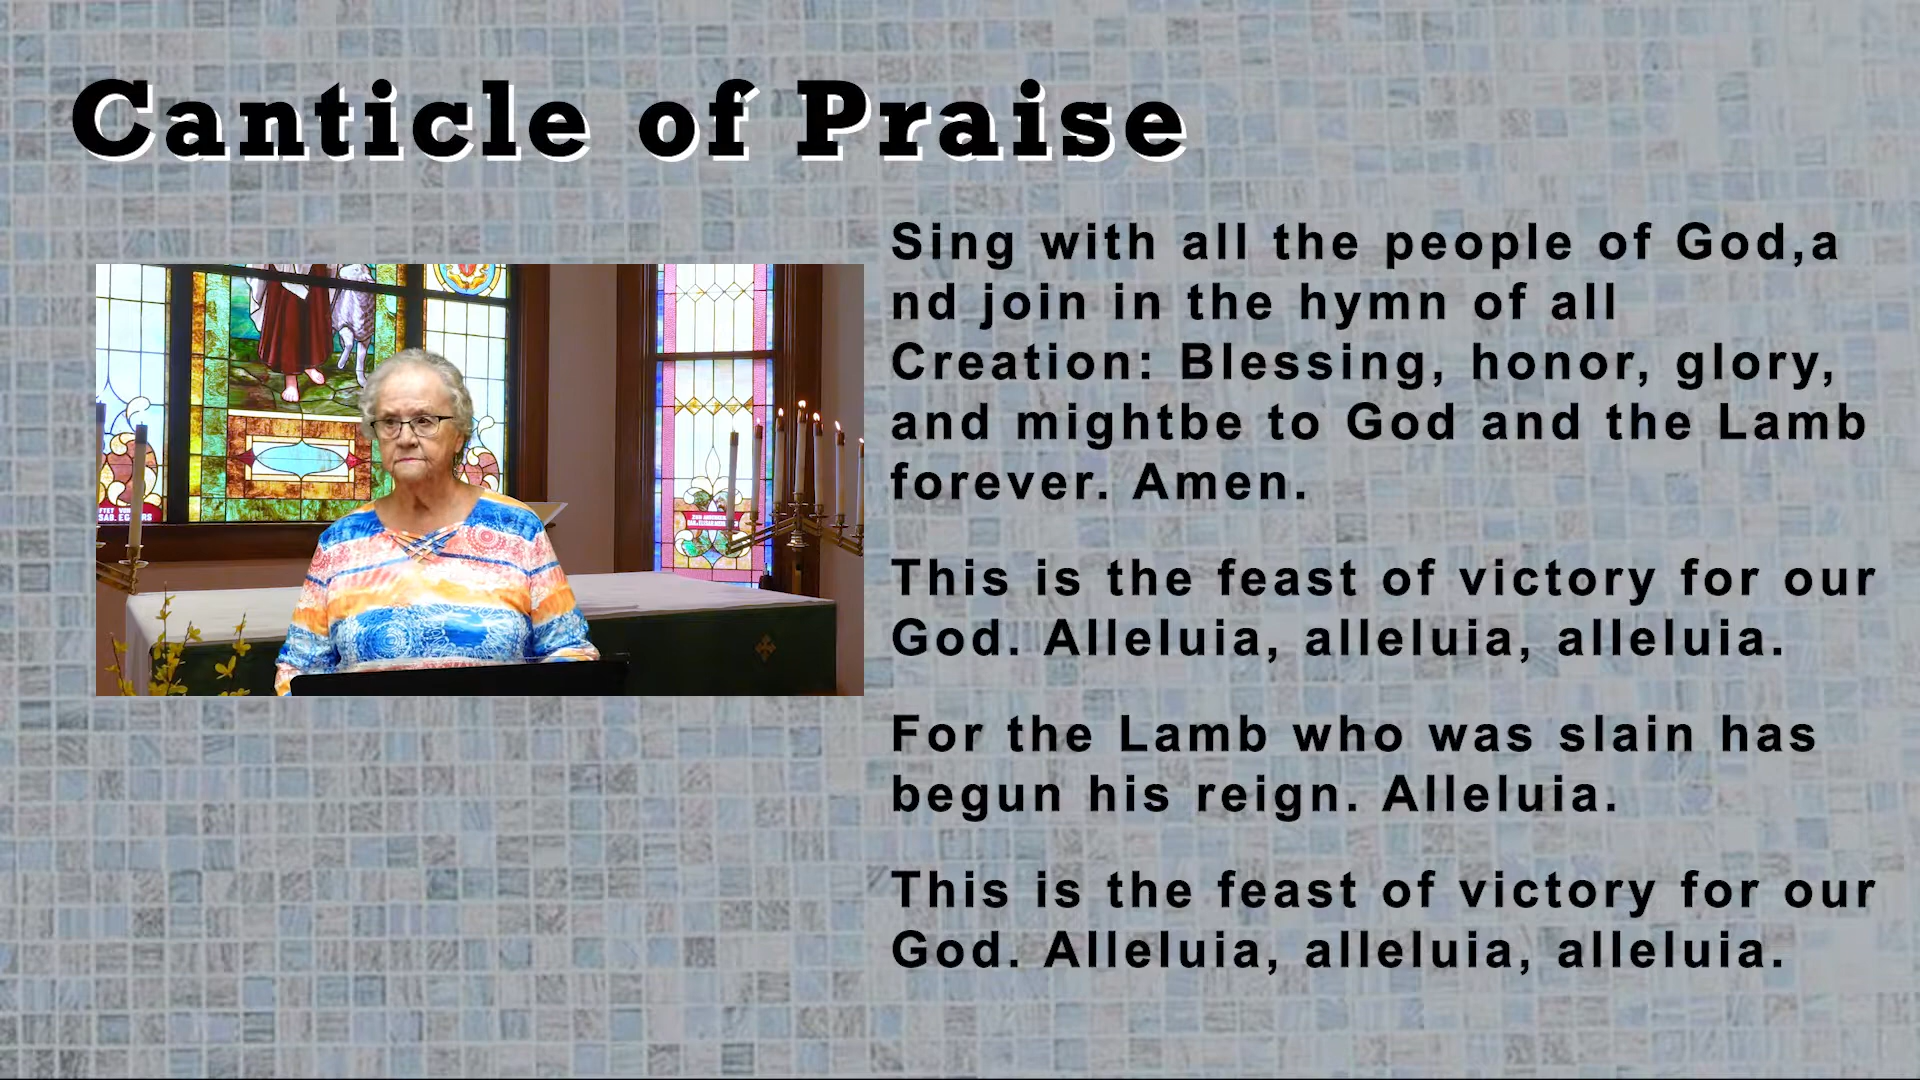 Canticle of Praise
Sing with all the people of God,a
nd join in the hymn of all
Creation: Blessing, honor, glory,
and mightbe to God and the Lamb
forever. Amen.
This is the feast of victory for our
God. Alleluia, alleluia, alleluia.
For the Lamb who was slain has
begun his reign. Alleluia.
This is the feast of victory for our
God. Alleluia, alleluia, alleluia.